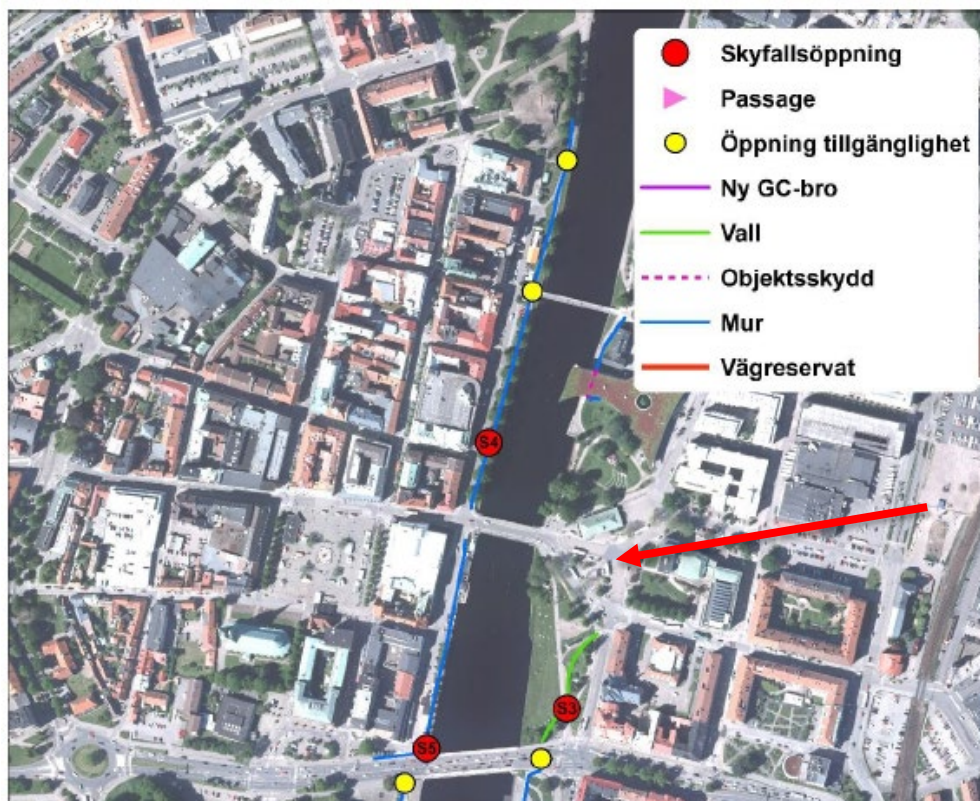 Skyfallsöppning
Passage
Öppning tillgänglighet
Ny GC-bro
Vall
Objektsskydd
Mur
Vägreservat
S4
S3
S5